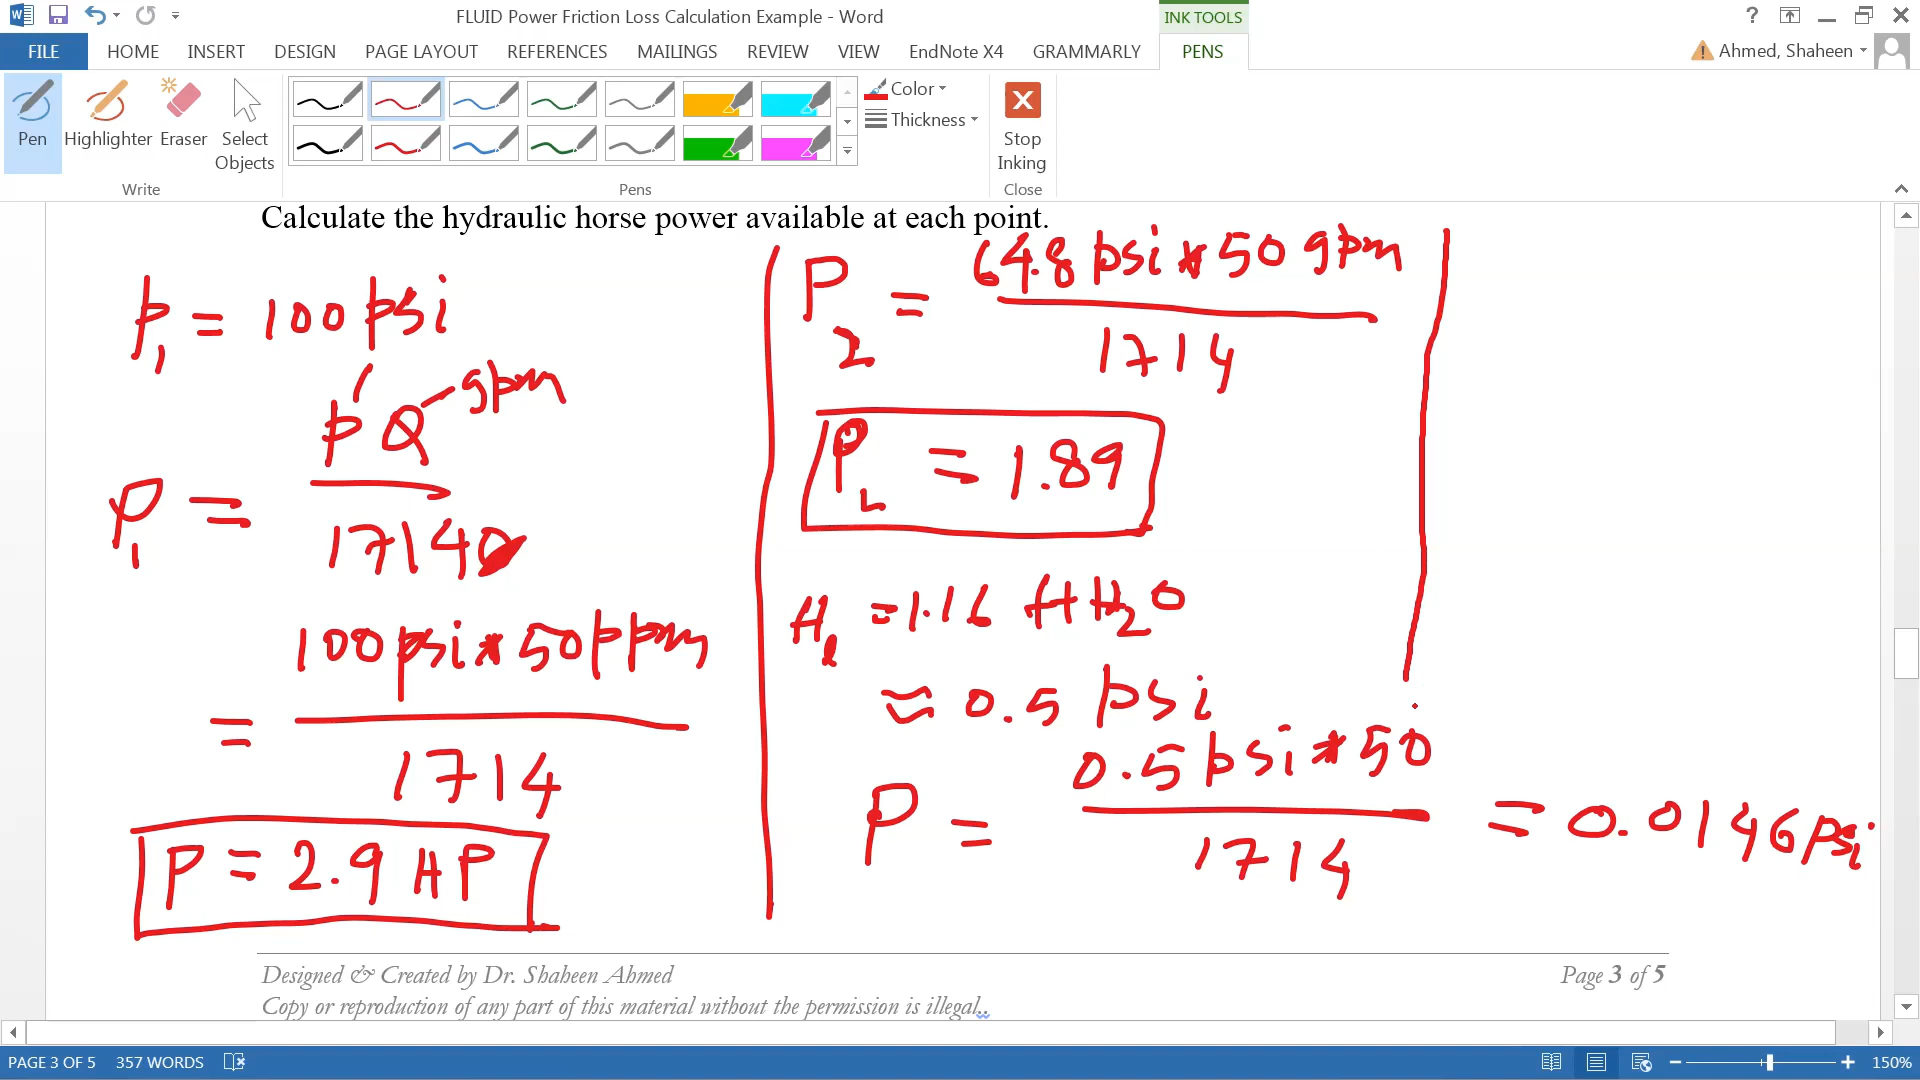 FLUID Power Friction Loss Calculation Example - Word
INK TOOLS
?
FILE HOME INSERT DESIGN PAGE LAYOUT REFERENCES MAILINGS REVIEW VIEW EndNote X4 GRAMMARLY PENS
Ahmed, Shaheen
Pen
Highlighter
Eraser
Select
Objects
Color
Thickness
Stop
Inking
Write
Pens
Close
Calculate the hydraulic horse power available at each point.
p1 = 100 psi
p Q gpm
P1 =
1714
100psi * 50 ppm
=
1714
P = 2.9 HP
64.8 psi * 50 gpm
P2 =
1714
P2 = 1.89
Hl = 1.16 ft H2O
≈ 0.5 psi
0.5 psi * 50
P = = 0.0146 psi
1714
Designed & Created by Dr. Shaheen Ahmed
Page 3 of 5
Copy or reproduction of any part of this material without the permission is illegal..
PAGE 3 OF 5 357 WORDS
150%